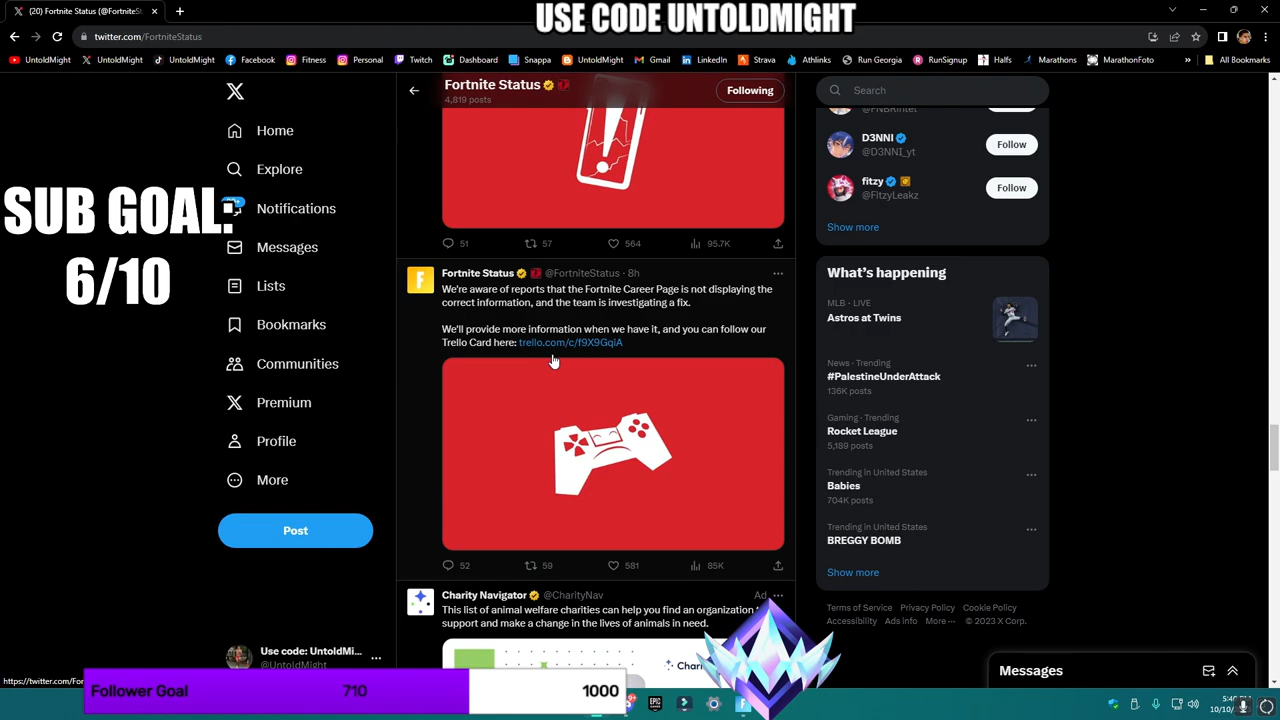 X (1) Fortnite Status (@FortniteSt
USE CODE UNTOLDMIGHT
twitter.com/FortniteStatus
UntoldMight
UntoldMight
UntoldMight
Facebook
Fortnite
Personal
Twitch
Dashboard
Snappa
Gmail
LinkedIn
Strava
Athlinks
Run Georgia
RunSignup
Halfs
Marathons
MarathonFoto
All Bookmarks
Home
Explore
Notifications
Messages
Lists
Bookmarks
Communities
Premium
Profile
More
Post
SUB GOAL:
6/10
Use code: UntoldMi...
@UntoldMight
Fortnite Status
4,819 posts
Following
51 57 564 95.7K
Fortnite Status @FortniteStatus · 8h
We're aware of reports that the Fortnite Career Page is not displaying the
correct information, and the team is investigating a fix.
We'll provide more information when we have it, and you can follow our
Trello Card here: trello.com/c/f9X9GqiA
52 59 581 85K
Charity Navigator @CharityNav Ad
This list of animal welfare charities can help you find an organization
support and make a change in the lives of animals in need.
Search
D3NNI
@D3NNI_yt
Follow
fitzy
@FitzyLeakz
Follow
Show more
What's happening
MLB · LIVE
Astros at Twins
News · Trending
#PalestineUnderAttack
136K posts
Gaming · Trending
Rocket League
5,189 posts
Trending in United States
Babies
704K posts
Trending in United States
BREGGY BOMB
Show more
Terms of Service Privacy Policy Cookie Policy
Accessibility Ads info More ··· © 2023 X Corp.
Messages
Follower Goal 710 1000